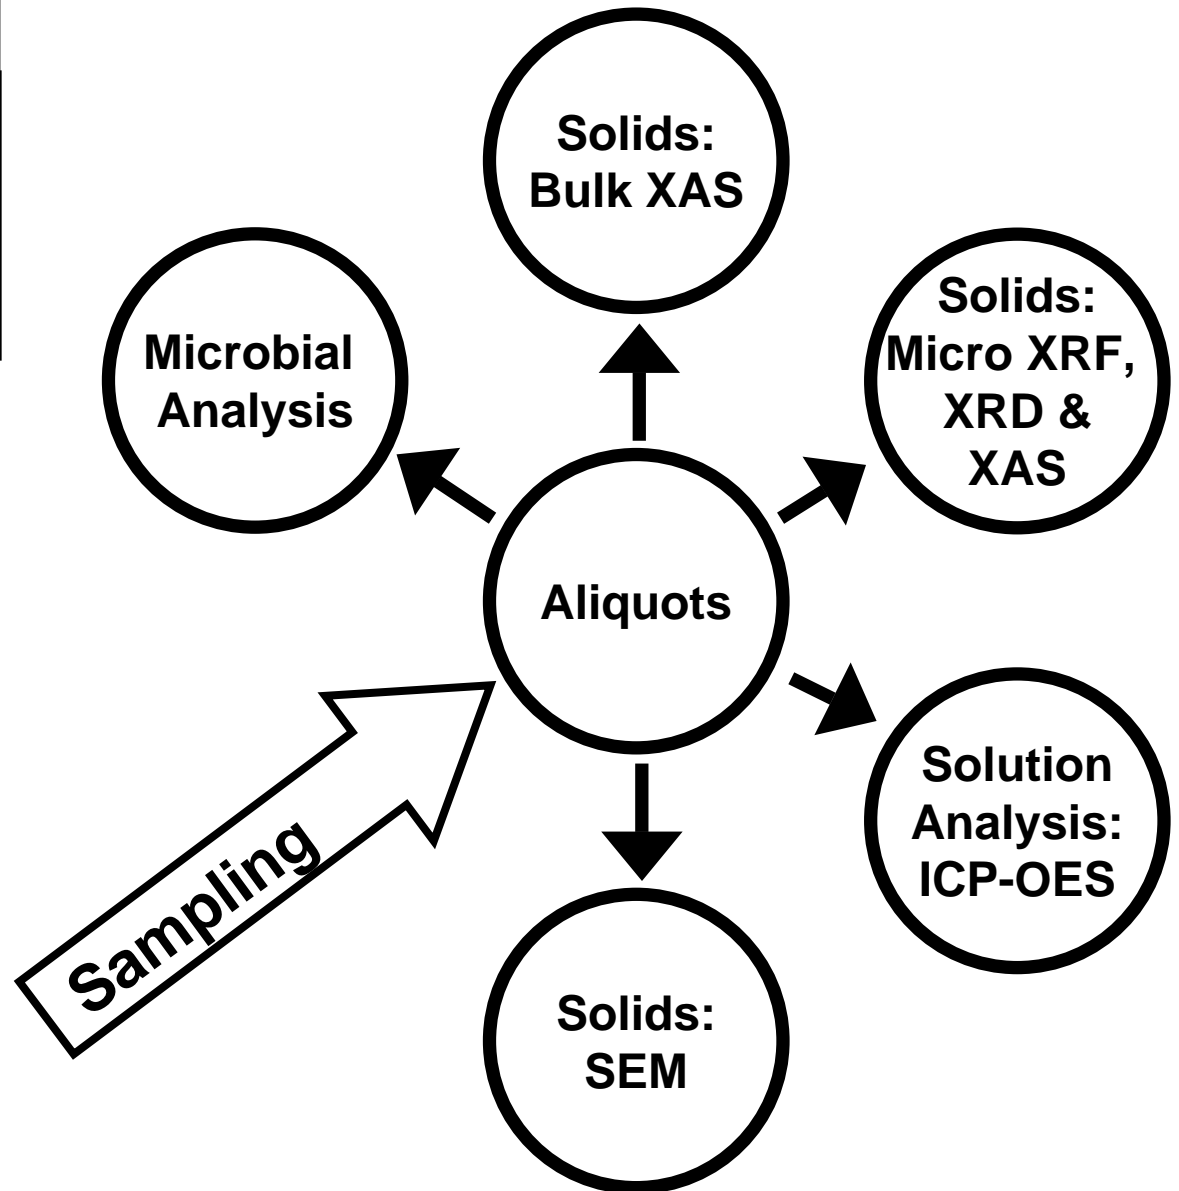 Solids:
Bulk XAS
Microbial
Analysis
Solids:
Micro XRF,
XRD &
XAS
Aliquots
Sampling
Solution
Analysis:
ICP-OES
Solids:
SEM